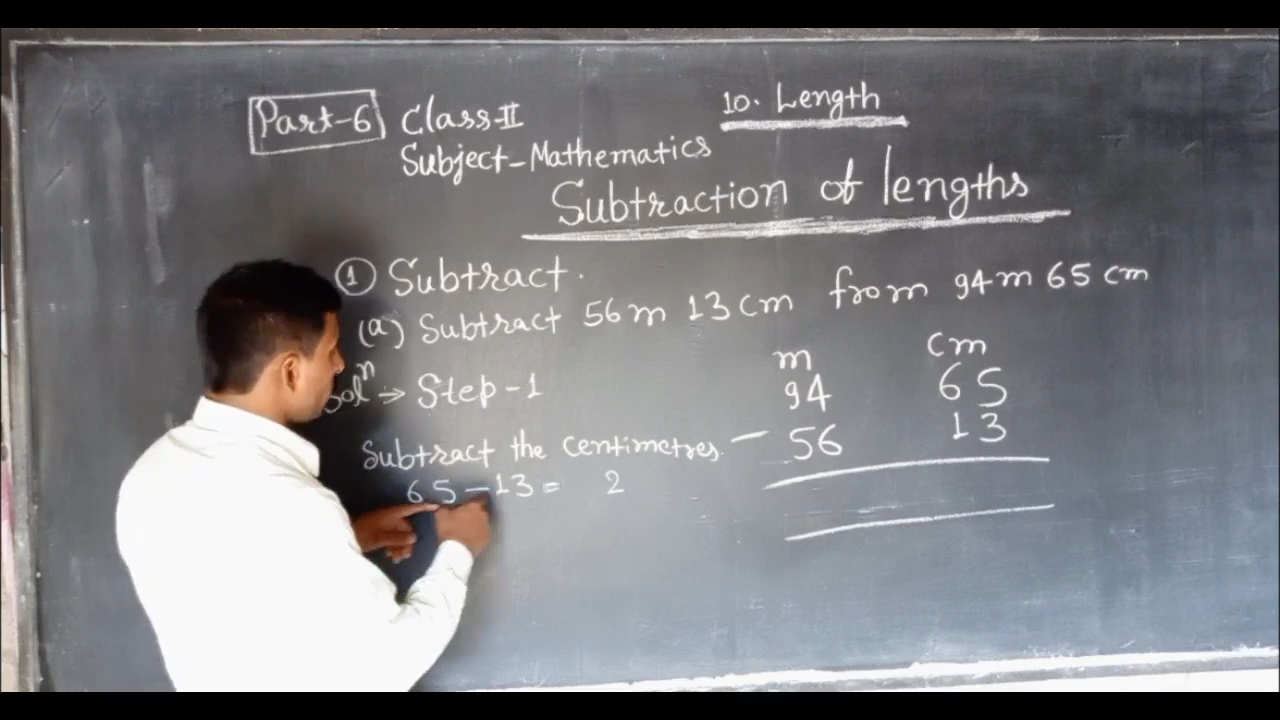 Part-6 Class-II
10. Length
Subject-Mathematics
Subtraction of lengths
① Subtract.
(a) Subtract 56m 13cm from 94m 65cm
m cm
Solⁿ → Step-1
94 65
Subtract the Centimetres.
- 56 13
65-13= 2